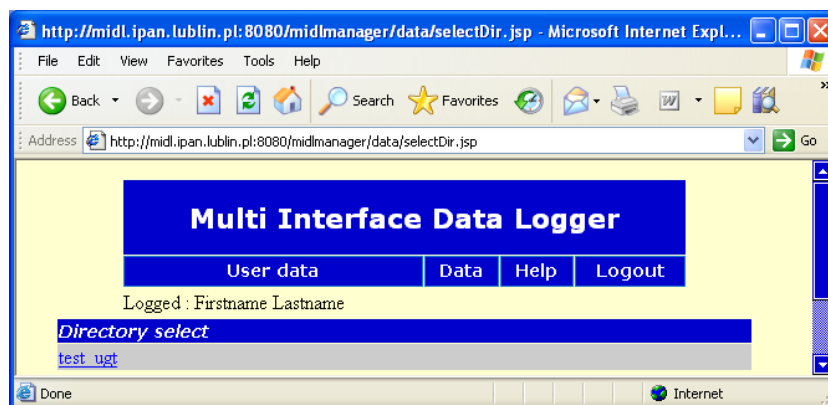 http://midl.ipan.lublin.pl:8080/midlmanager/data/selectDir.jsp - Microsoft Internet Expl...
File Edit View Favorites Tools Help
Back Search Favorites
Address http://midl.ipan.lublin.pl:8080/midlmanager/data/selectDir.jsp Go
Multi Interface Data Logger
User data Data Help Logout
Logged : Firstname Lastname
Directory select
test_ugt
Done Internet